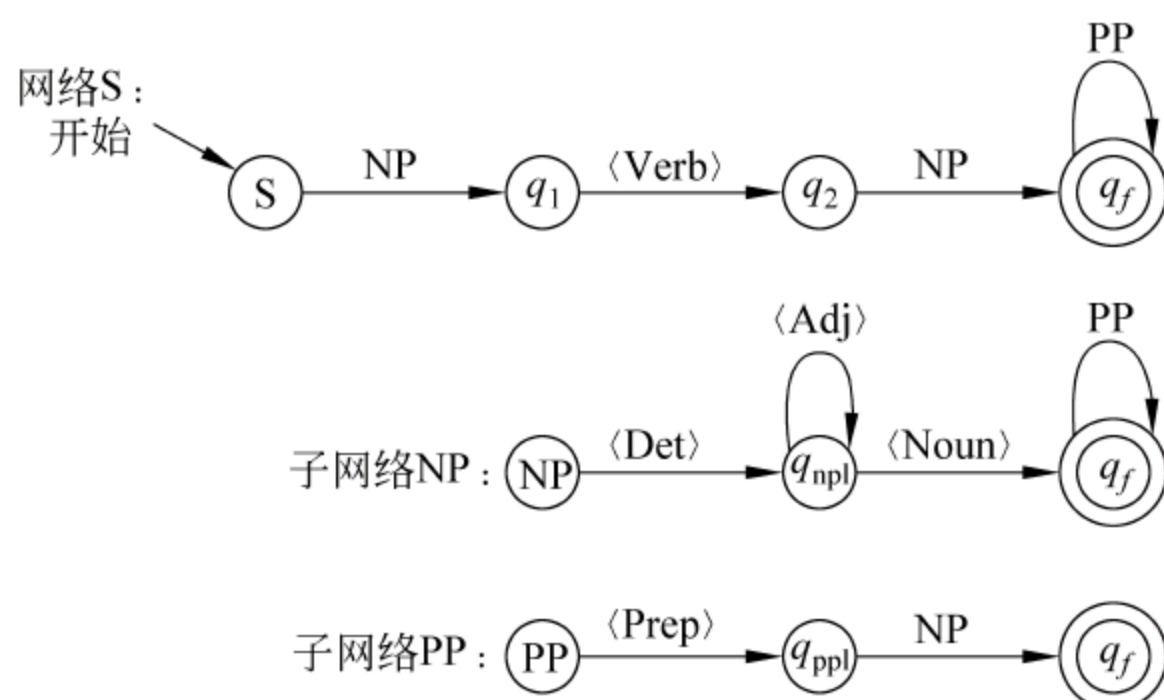 PP
网络S：
开始
NP
〈Verb〉
NP
S
q1
q2
qf
〈Adj〉
PP
〈Det〉
〈Noun〉
子网络NP：
NP
qnpl
qf
〈Prep〉
NP
子网络PP：
PP
qppl
qf